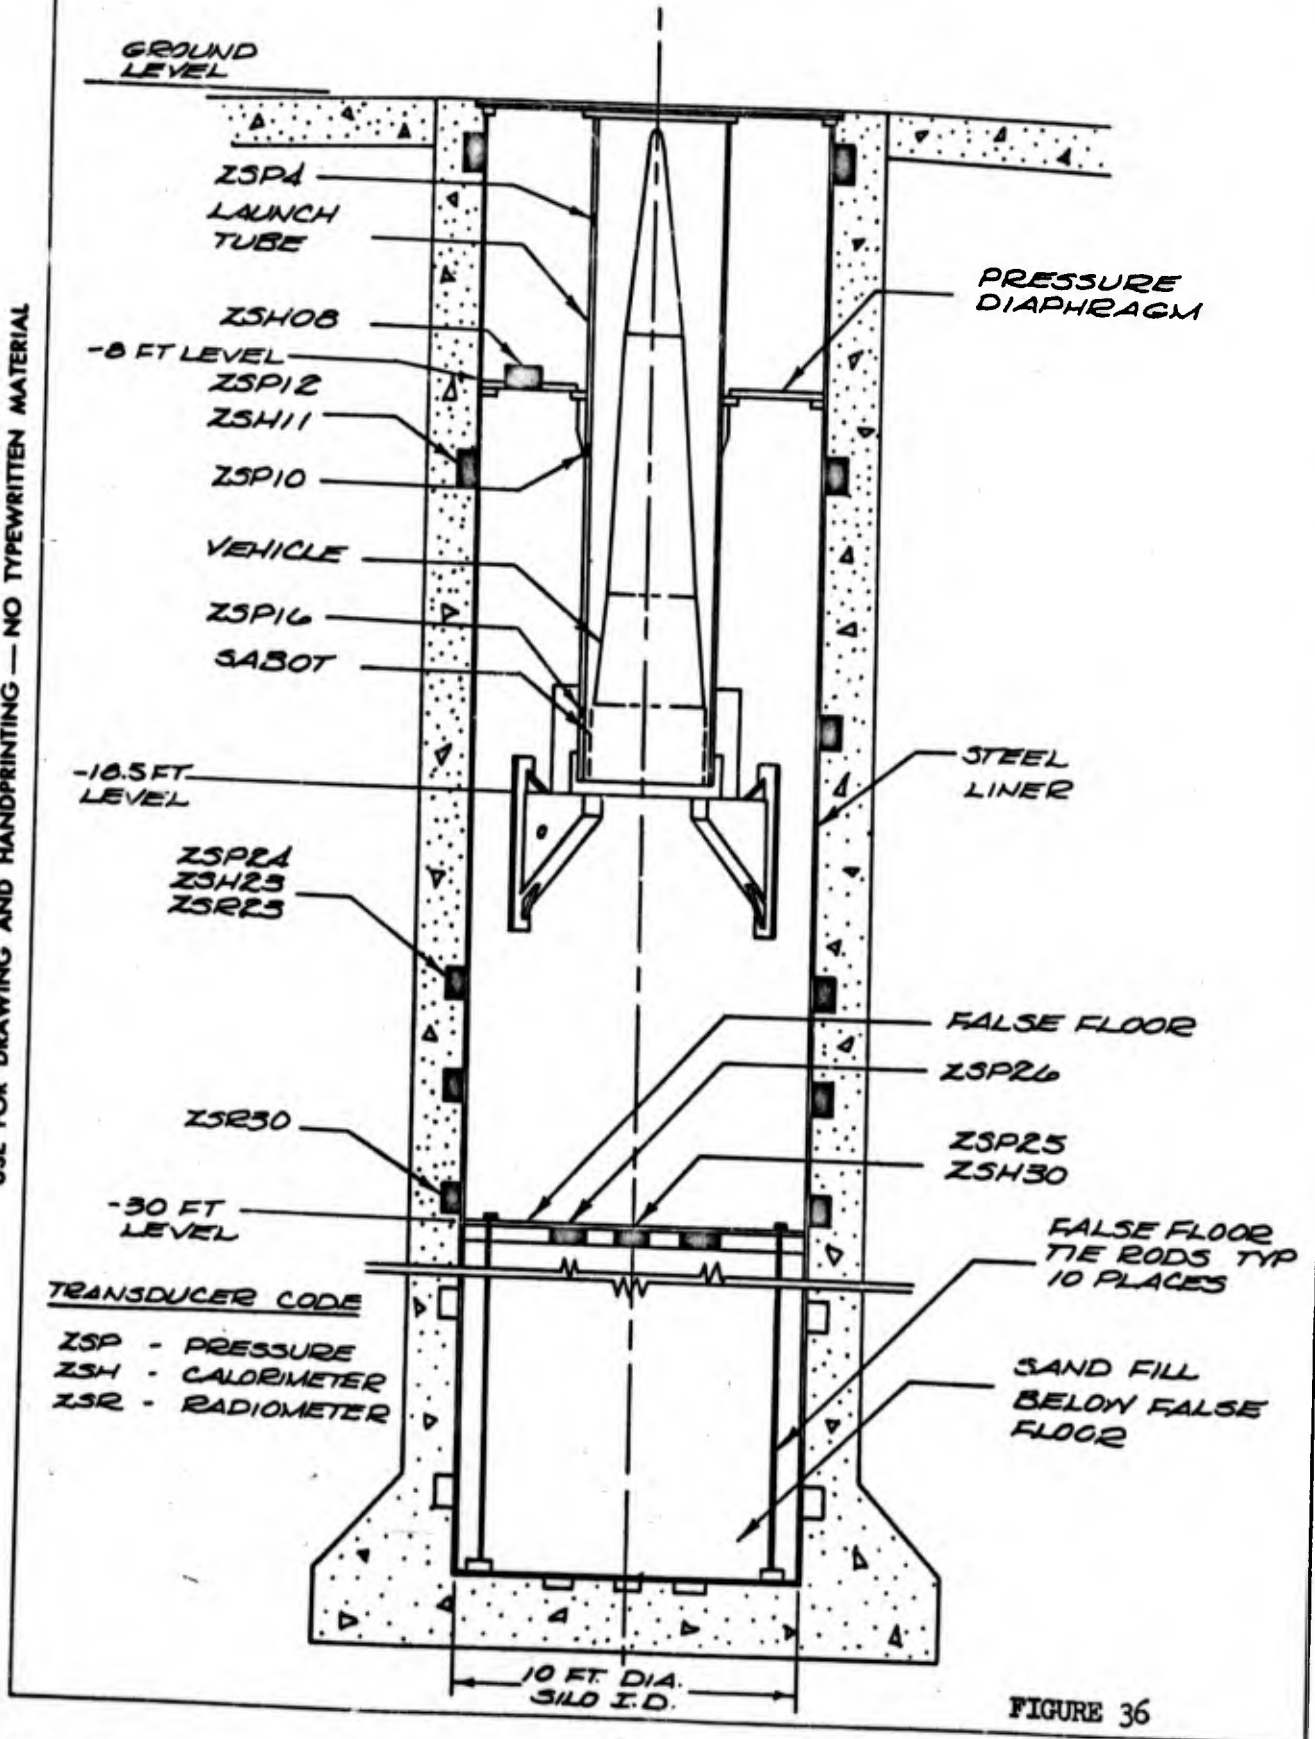 GROUND
LEVEL
ZSP4
LAUNCH
TUBE
ZSH08
-8 FT LEVEL
ZSP12
ZSH11
ZSP10
VEHICLE
ZSP16
SABOT
-18.5 FT
LEVEL
ZSP24
ZSH23
ZSR23
ZSR30
-30 FT
LEVEL
TRANSDUCER CODE
ZSP - PRESSURE
ZSH - CALORIMETER
ZSR - RADIOMETER
PRESSURE
DIAPHRAGM
STEEL
LINER
FALSE FLOOR
ZSP26
ZSP25
ZSH30
FALSE FLOOR
TIE RODS TYP
10 PLACES
SAND FILL
BELOW FALSE
FLOOR
10 FT. DIA.
SILO I.D.
FIGURE 36
USE FOR DRAWING AND HANDPRINTING — NO TYPEWRITTEN MATERIAL